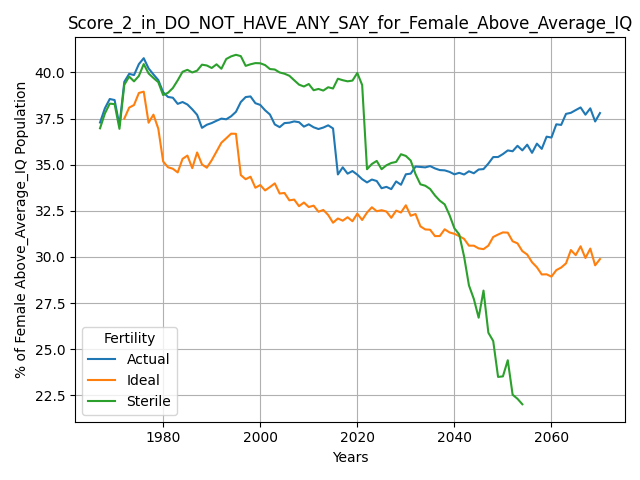 Score_2_in_DO_NOT_HAVE_ANY_SAY_for_Female_Above_Average_IQ
% of Female Above_Average_IQ Population
40.0
37.5
35.0
32.5
30.0
27.5
25.0
22.5
Fertility
Actual
Ideal
Sterile
1980 2000 2020 2040 2060
Years